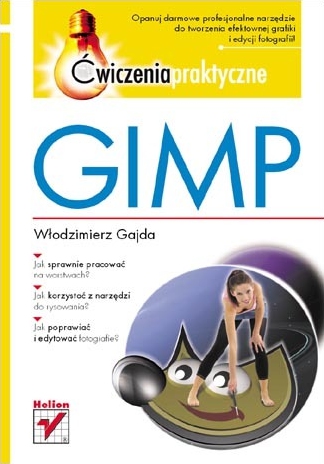 Opanuj darmowe profesjonalne narzędzie
do tworzenia efektownej grafiki
i edycji fotografii!
Ćwiczenia praktyczne
GIMP
Włodzimierz Gajda
Jak sprawnie pracować
na warstwach?
Jak korzystać z narzędzi
do rysowania?
Jak poprawiać
i edytować fotografie?
Helion